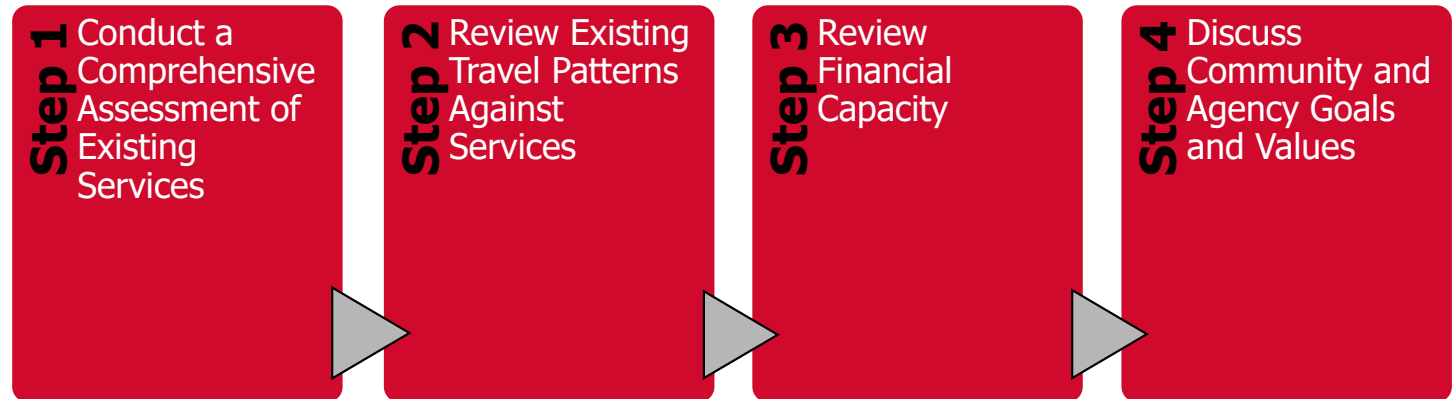 Step 1
Conduct a
Comprehensive
Assessment of
Existing
Services
Step 2
Review Existing
Travel Patterns
Against
Services
Step 3
Review
Financial
Capacity
Step 4
Discuss
Community and
Agency Goals
and Values